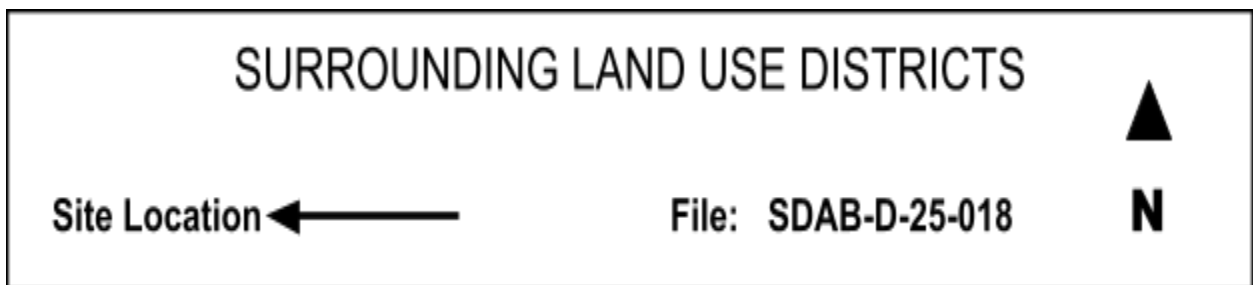 SURROUNDING LAND USE DISTRICTS
Site Location File: SDAB-D-25-018 N